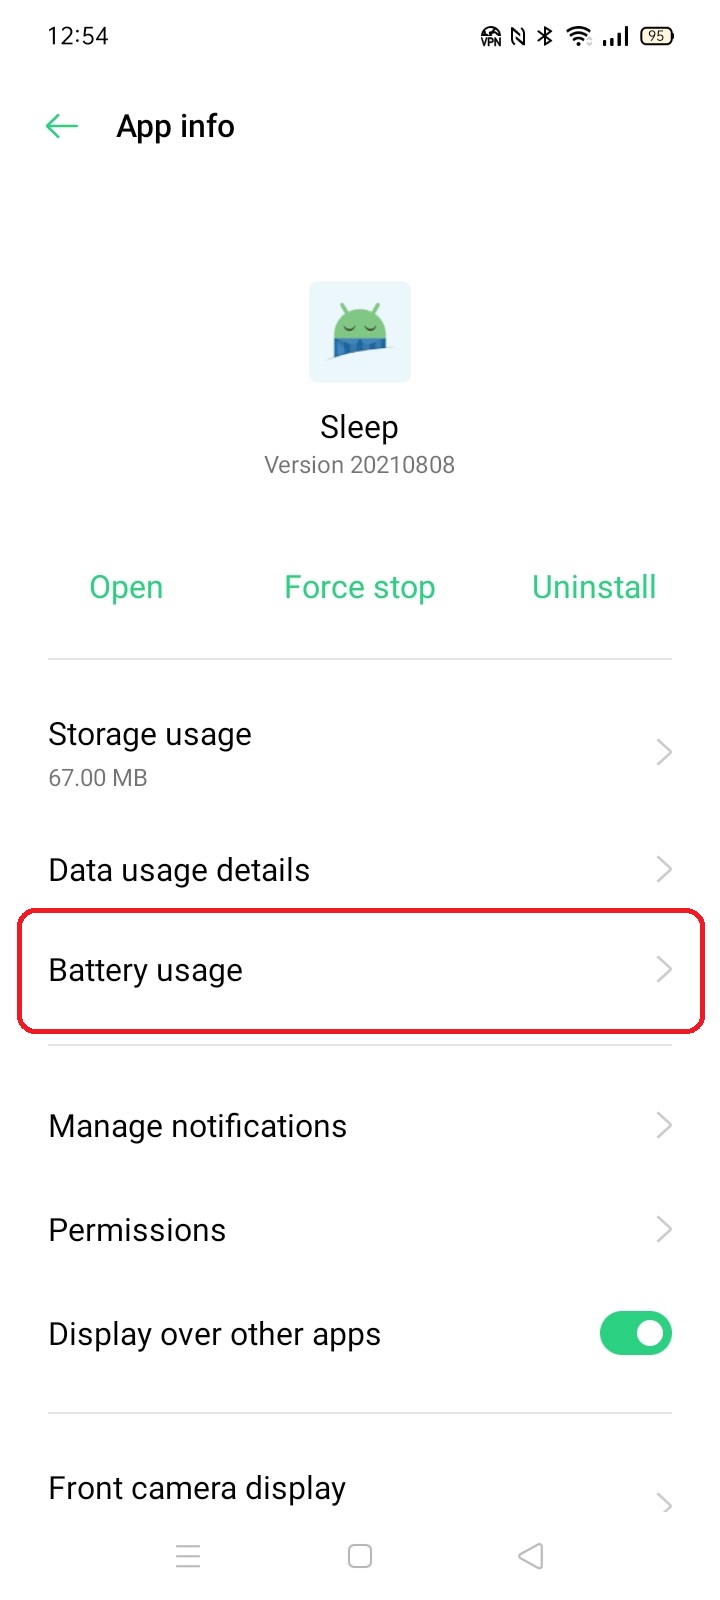 12:54
VPN
95
App info
Sleep
Version 20210808
Open
Force stop
Uninstall
Storage usage
67.00 MB
Data usage details
Battery usage
Manage notifications
Permissions
Display over other apps
Front camera display